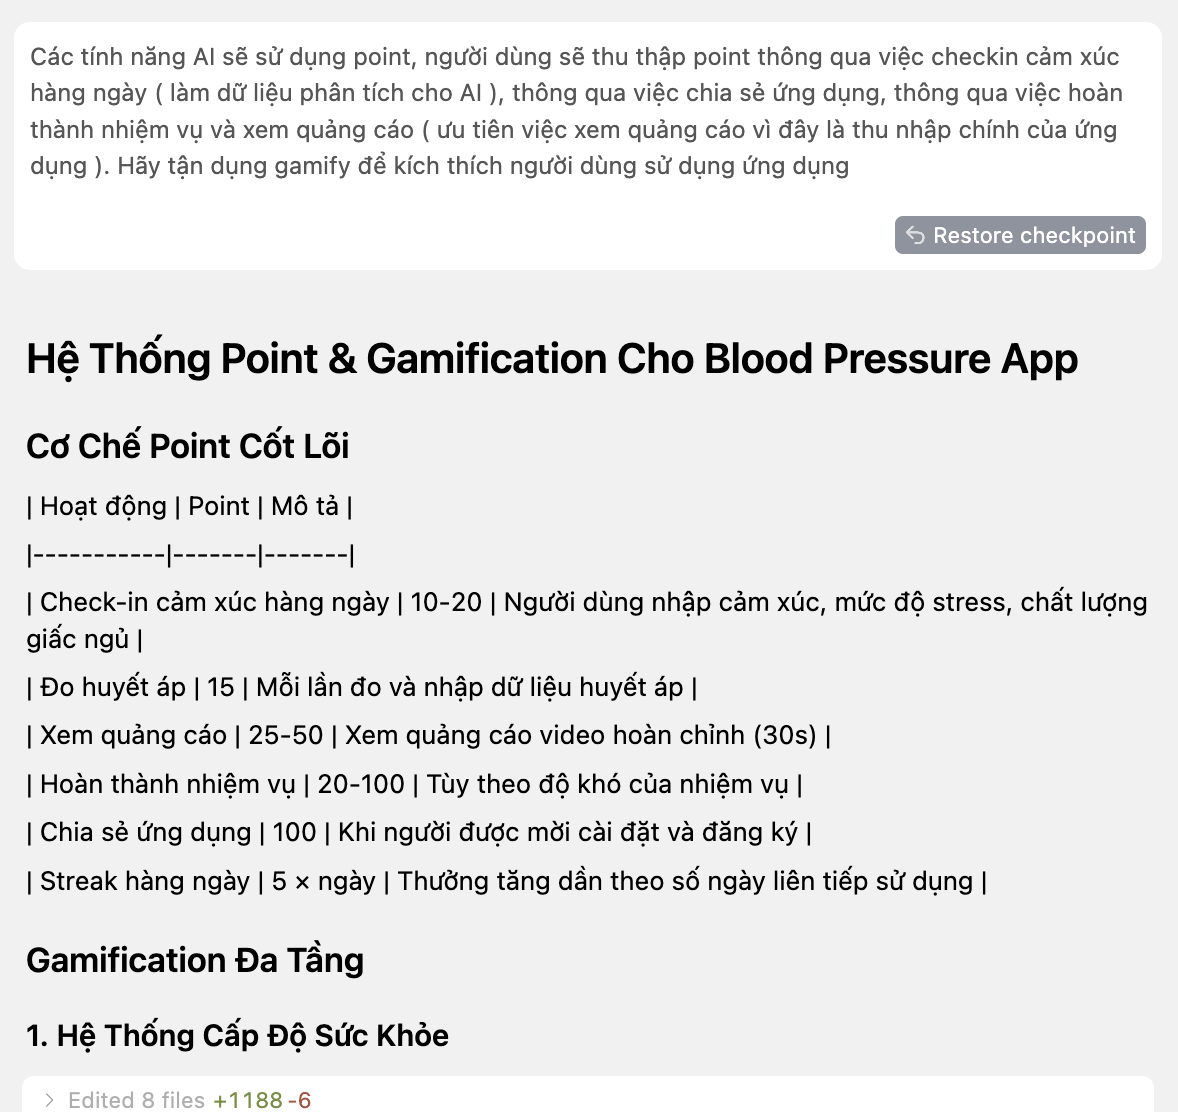 Các tính năng AI sẽ sử dụng point, người dùng sẽ thu thập point thông qua việc checkin cảm xúc
hàng ngày ( làm dữ liệu phân tích cho AI ), thông qua việc chia sẻ ứng dụng, thông qua việc hoàn
thành nhiệm vụ và xem quảng cáo ( ưu tiên việc xem quảng cáo vì đây là thu nhập chính của ứng
dụng ). Hãy tận dụng gamify để kích thích người dùng sử dụng ứng dụng
Restore checkpoint
Hệ Thống Point & Gamification Cho Blood Pressure App
Cơ Chế Point Cốt Lõi
| Hoạt động | Point | Mô tả |
|-----------|-------|-------|
| Check-in cảm xúc hàng ngày | 10-20 | Người dùng nhập cảm xúc, mức độ stress, chất lượng
giấc ngủ |
| Đo huyết áp | 15 | Mỗi lần đo và nhập dữ liệu huyết áp |
| Xem quảng cáo | 25-50 | Xem quảng cáo video hoàn chỉnh (30s) |
| Hoàn thành nhiệm vụ | 20-100 | Tùy theo độ khó của nhiệm vụ |
| Chia sẻ ứng dụng | 100 | Khi người được mời cài đặt và đăng ký |
| Streak hàng ngày | 5 × ngày | Thưởng tăng dần theo số ngày liên tiếp sử dụng |
Gamification Đa Tầng
1. Hệ Thống Cấp Độ Sức Khỏe
> Edited 8 files +1188 -6